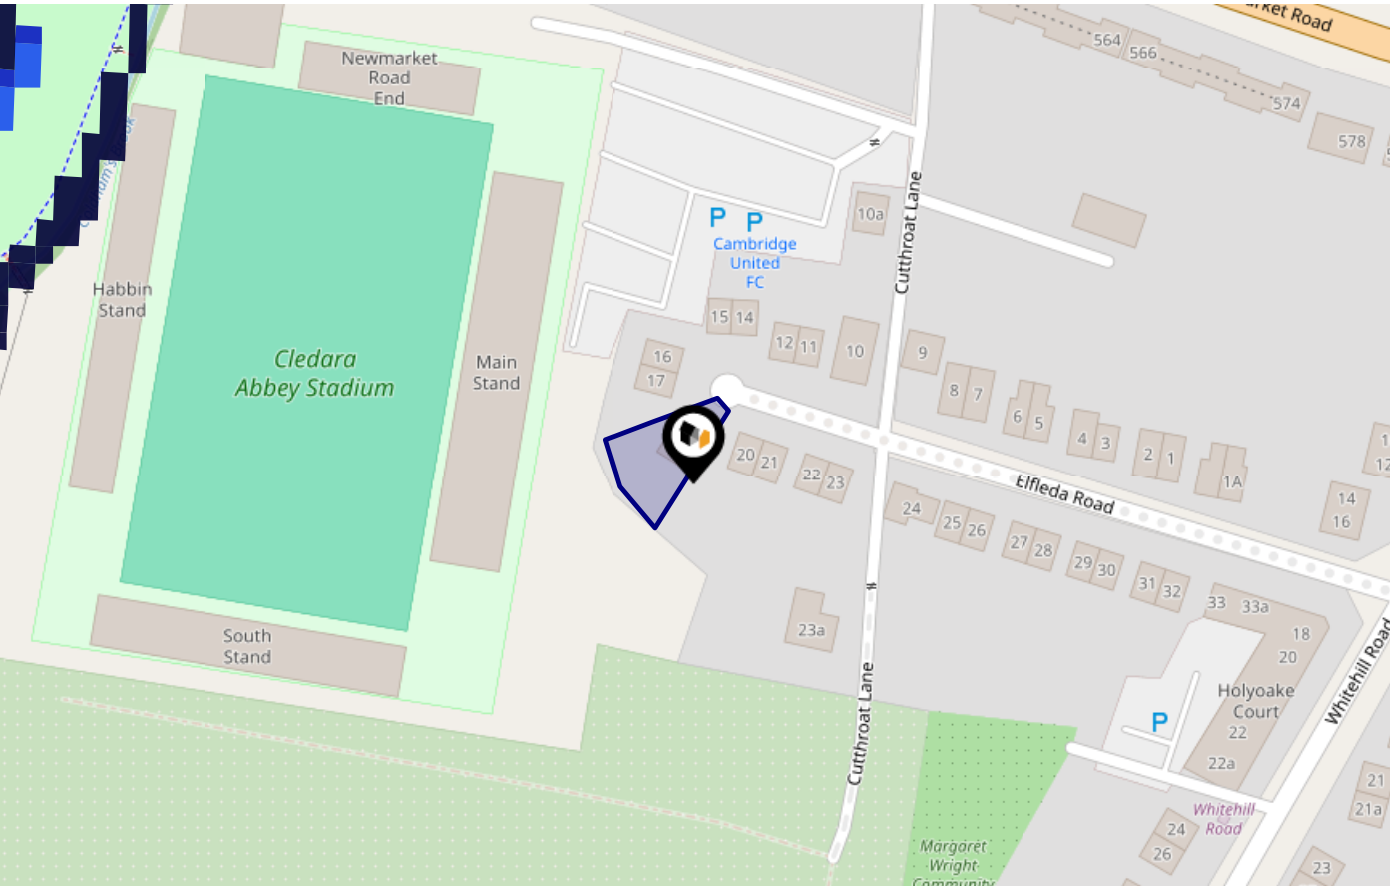 rket Road
564
566
574
578
Newmarket
Road
End
Habbin
Stand
Cledara
Abbey Stadium
Main
Stand
South
Stand
P P
Cambridge
United
FC
10a
Cutthroat Lane
15 14
12 11
10
9
8 7
6 5
4 3
2 1
1A
16
17
20 21
22 23
24
25 26
27 28
29 30
31 32
33 33a
18
20
Elfleda Road
14
16
12
23a
Cutthroat Lane
Holyoake
Court
22
22a
P
Whitehill Road
Whitehill
Road
21
21a
24
26
23
Margaret
Wright
Community